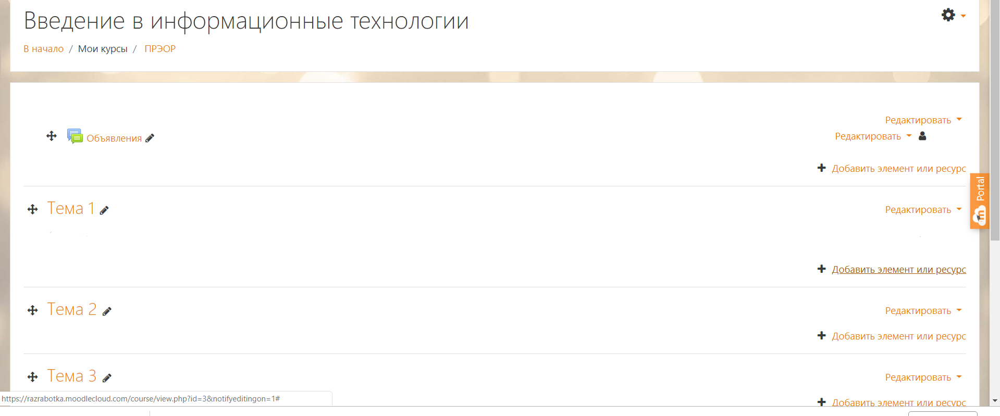 Введение в информационные технологии
В начало / Мои курсы / ПРЭОР
Редактировать
Объявления
Редактировать
Добавить элемент или ресурс
Portal
Тема 1
Редактировать
Добавить элемент или ресурс
Тема 2
Редактировать
Добавить элемент или ресурс
Тема 3
Редактировать
https://razrabotka.moodlecloud.com/course/view.php?id=3&notifyeditingon=1#
Добавить элемент или ресурс